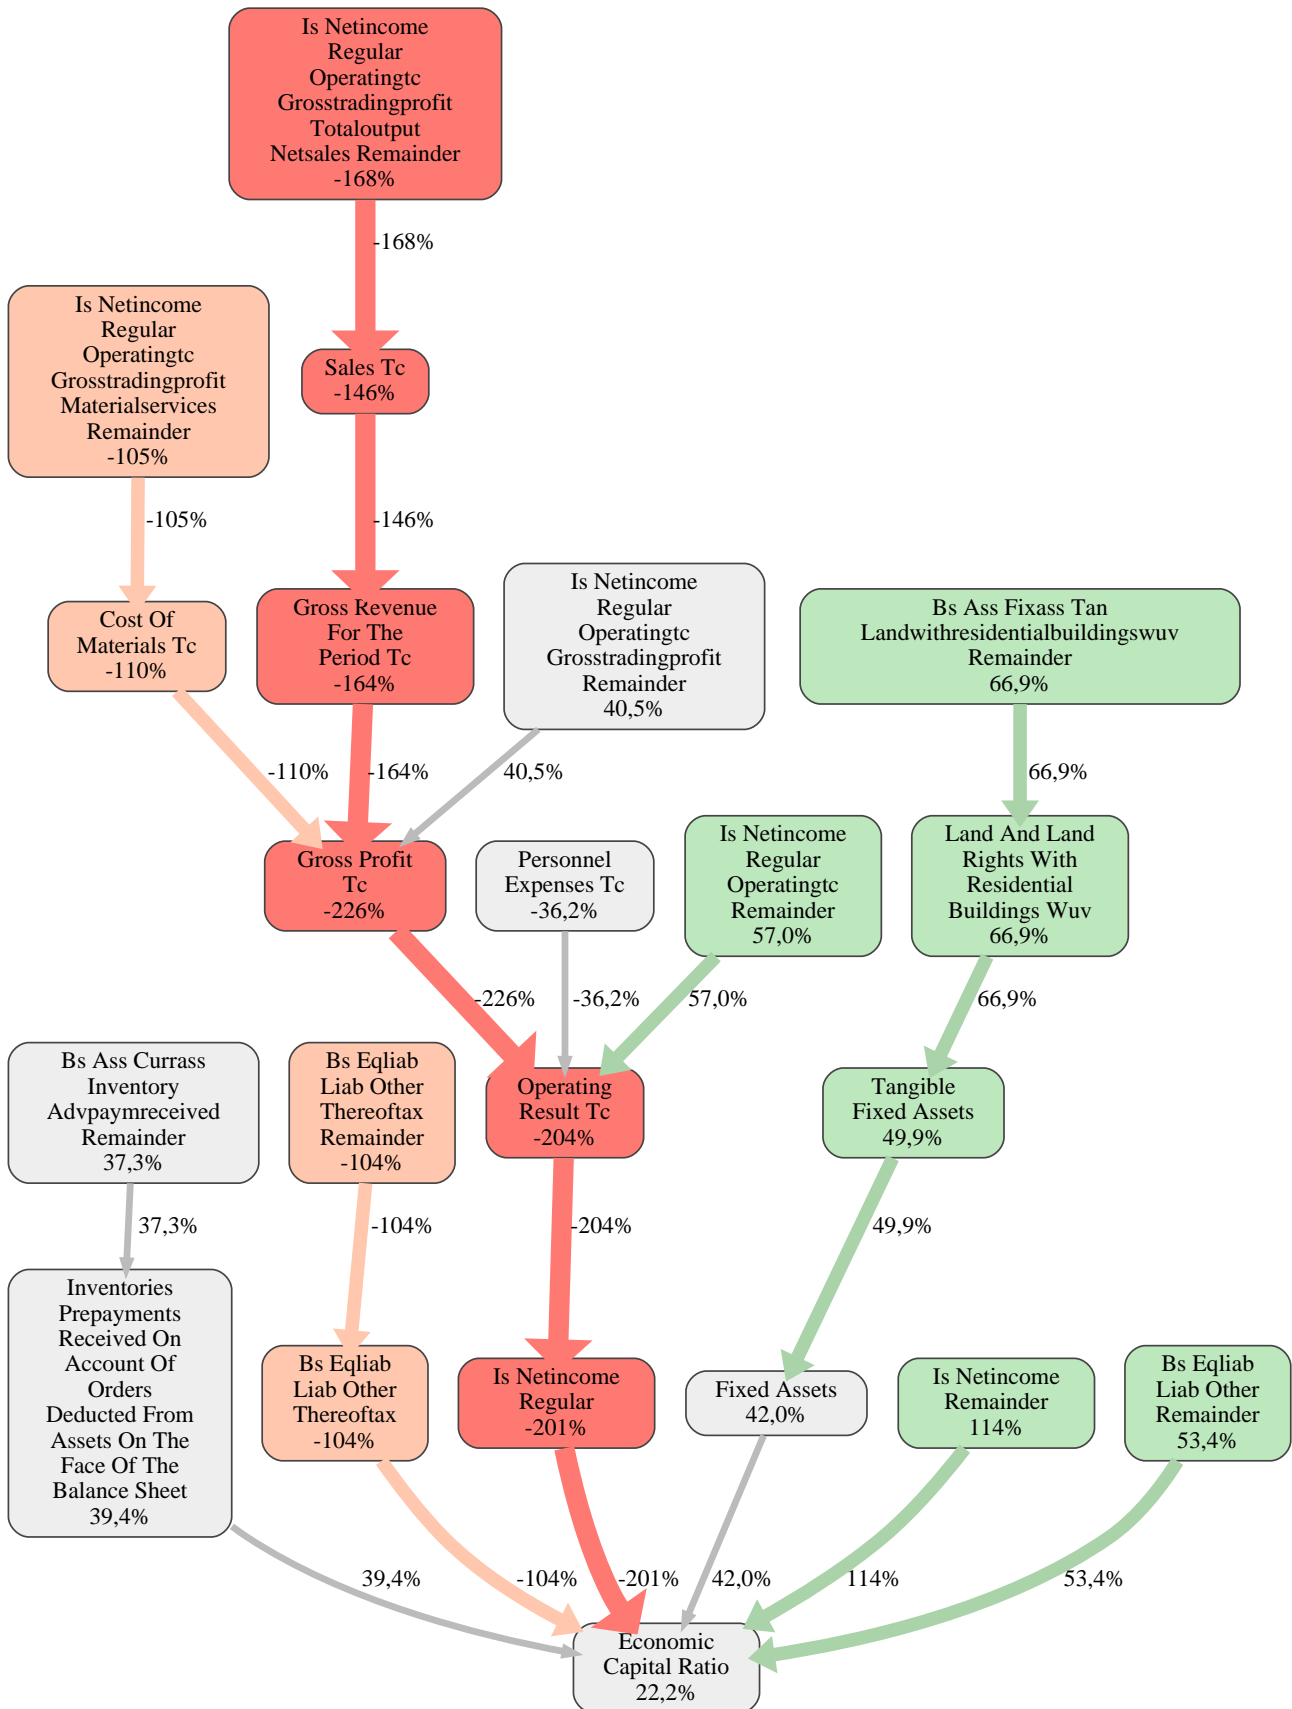 Is Netincome
Regular
Operatingtc
Grosstradingprofit
Totaloutput
Netsales Remainder
-168%
-168%
Is Netincome
Regular
Operatingtc
Grosstradingprofit
Materialservices
Remainder
-105%
Sales Tc
-146%
-105%
-146%
Cost Of
Materials Tc
-110%
Gross Revenue
For The
Period Tc
-164%
Is Netincome
Regular
Operatingtc
Grosstradingprofit
Remainder
40,5%
Bs Ass Fixass Tan
Landwithresidentialbuildingswuv
Remainder
66,9%
-110%
-164%
40,5%
66,9%
Gross Profit
Tc
-226%
Personnel
Expenses Tc
-36,2%
Is Netincome
Regular
Operatingtc
Remainder
57,0%
Land And Land
Rights With
Residential
Buildings Wuv
66,9%
-226%
-36,2%
57,0%
66,9%
Bs Ass Currass
Inventory
Advpaymreceived
Remainder
37,3%
Bs Eqliab
Liab Other
Thereoftax
Remainder
-104%
Operating
Result Tc
-204%
Tangible
Fixed Assets
49,9%
37,3%
-104%
-204%
49,9%
Inventories
Prepayments
Received On
Account Of
Orders
Deducted From
Assets On The
Face Of The
Balance Sheet
39,4%
Bs Eqliab
Liab Other
Thereoftax
-104%
Is Netincome
Regular
-201%
Fixed Assets
42,0%
Is Netincome
Remainder
114%
Bs Eqliab
Liab Other
Remainder
53,4%
39,4%
-104%
-201%
42,0%
114%
53,4%
Economic
Capital Ratio
22,2%